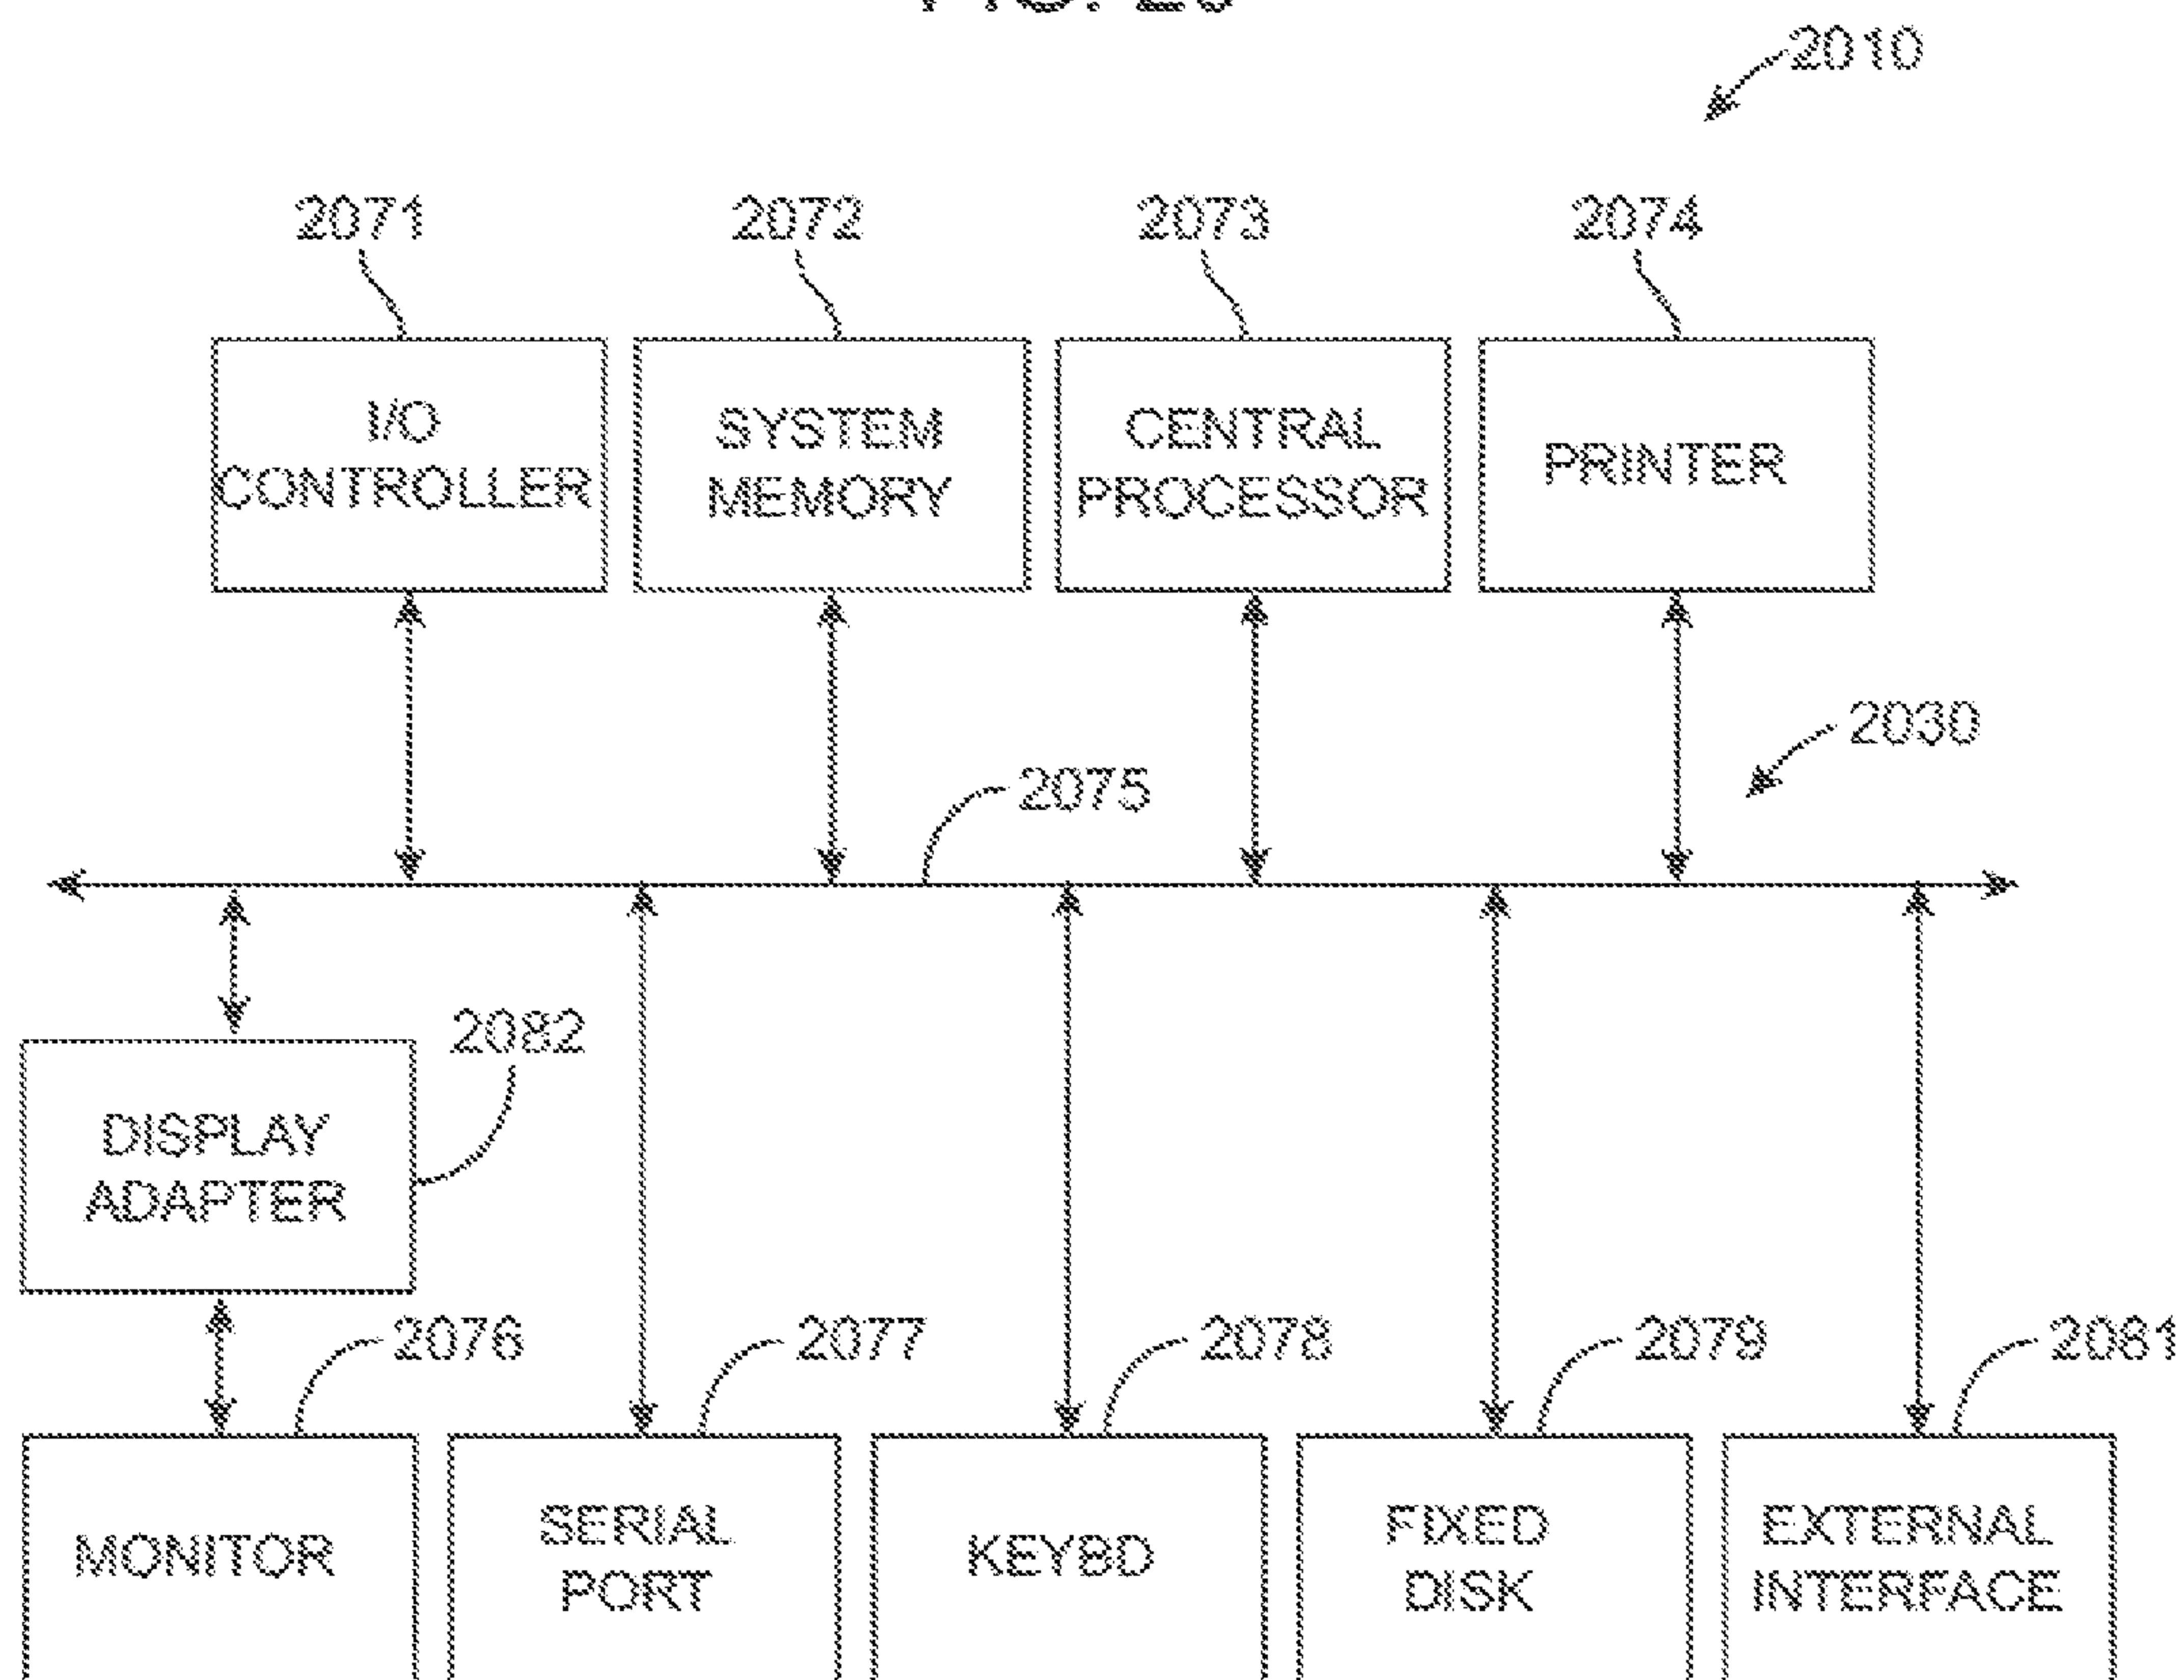 2010
2071
2072
2073
2074
I/O
CONTROLLER
SYSTEM
MEMORY
CENTRAL
PROCESSOR
PRINTER
2030
2075
2082
DISPLAY
ADAPTER
2076
2077
2078
2079
2081
MONITOR
SERIAL
PORT
KEYBD
FIXED
DISK
EXTERNAL
INTERFACE